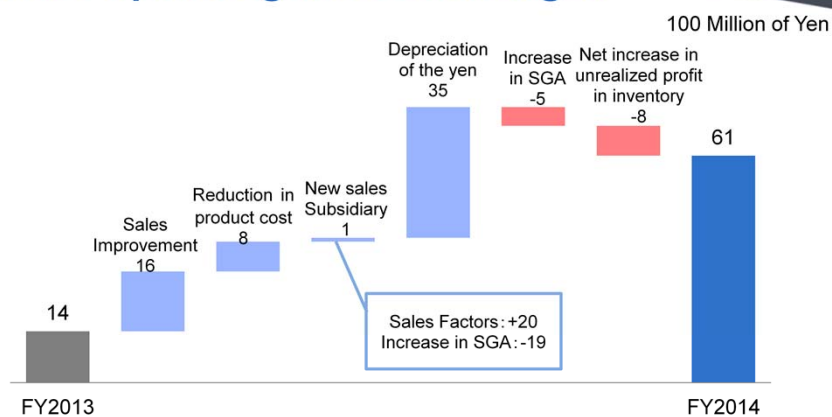 100 Million of Yen
Depreciation
of the yen
35
Increase
in SGA
-5
Net increase in
unrealized profit
in inventory
-8
61
New sales
Subsidiary
1
Reduction in
product cost
8
Sales
Improvement
16
14
Sales Factors:+20
Increase in SGA:-19
FY2013
FY2014